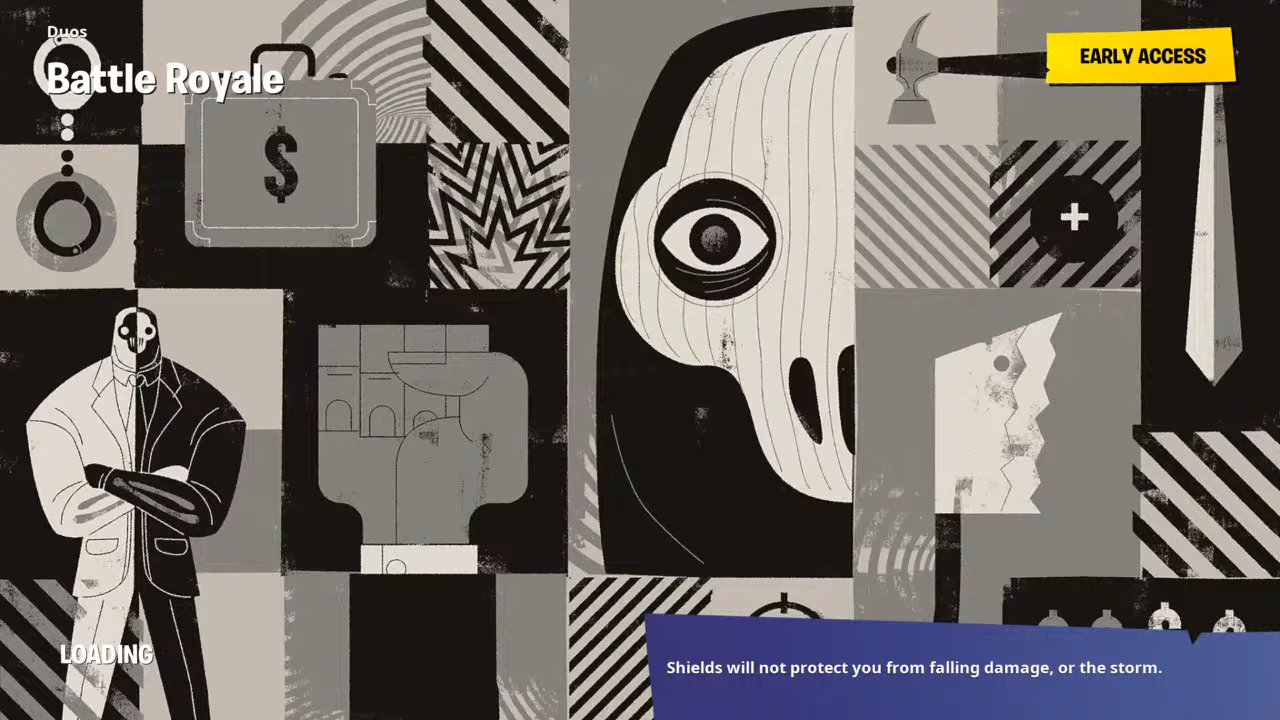 Duos
Battle Royale
EARLY ACCESS
$
LOADING
Shields will not protect you from falling damage, or the storm.